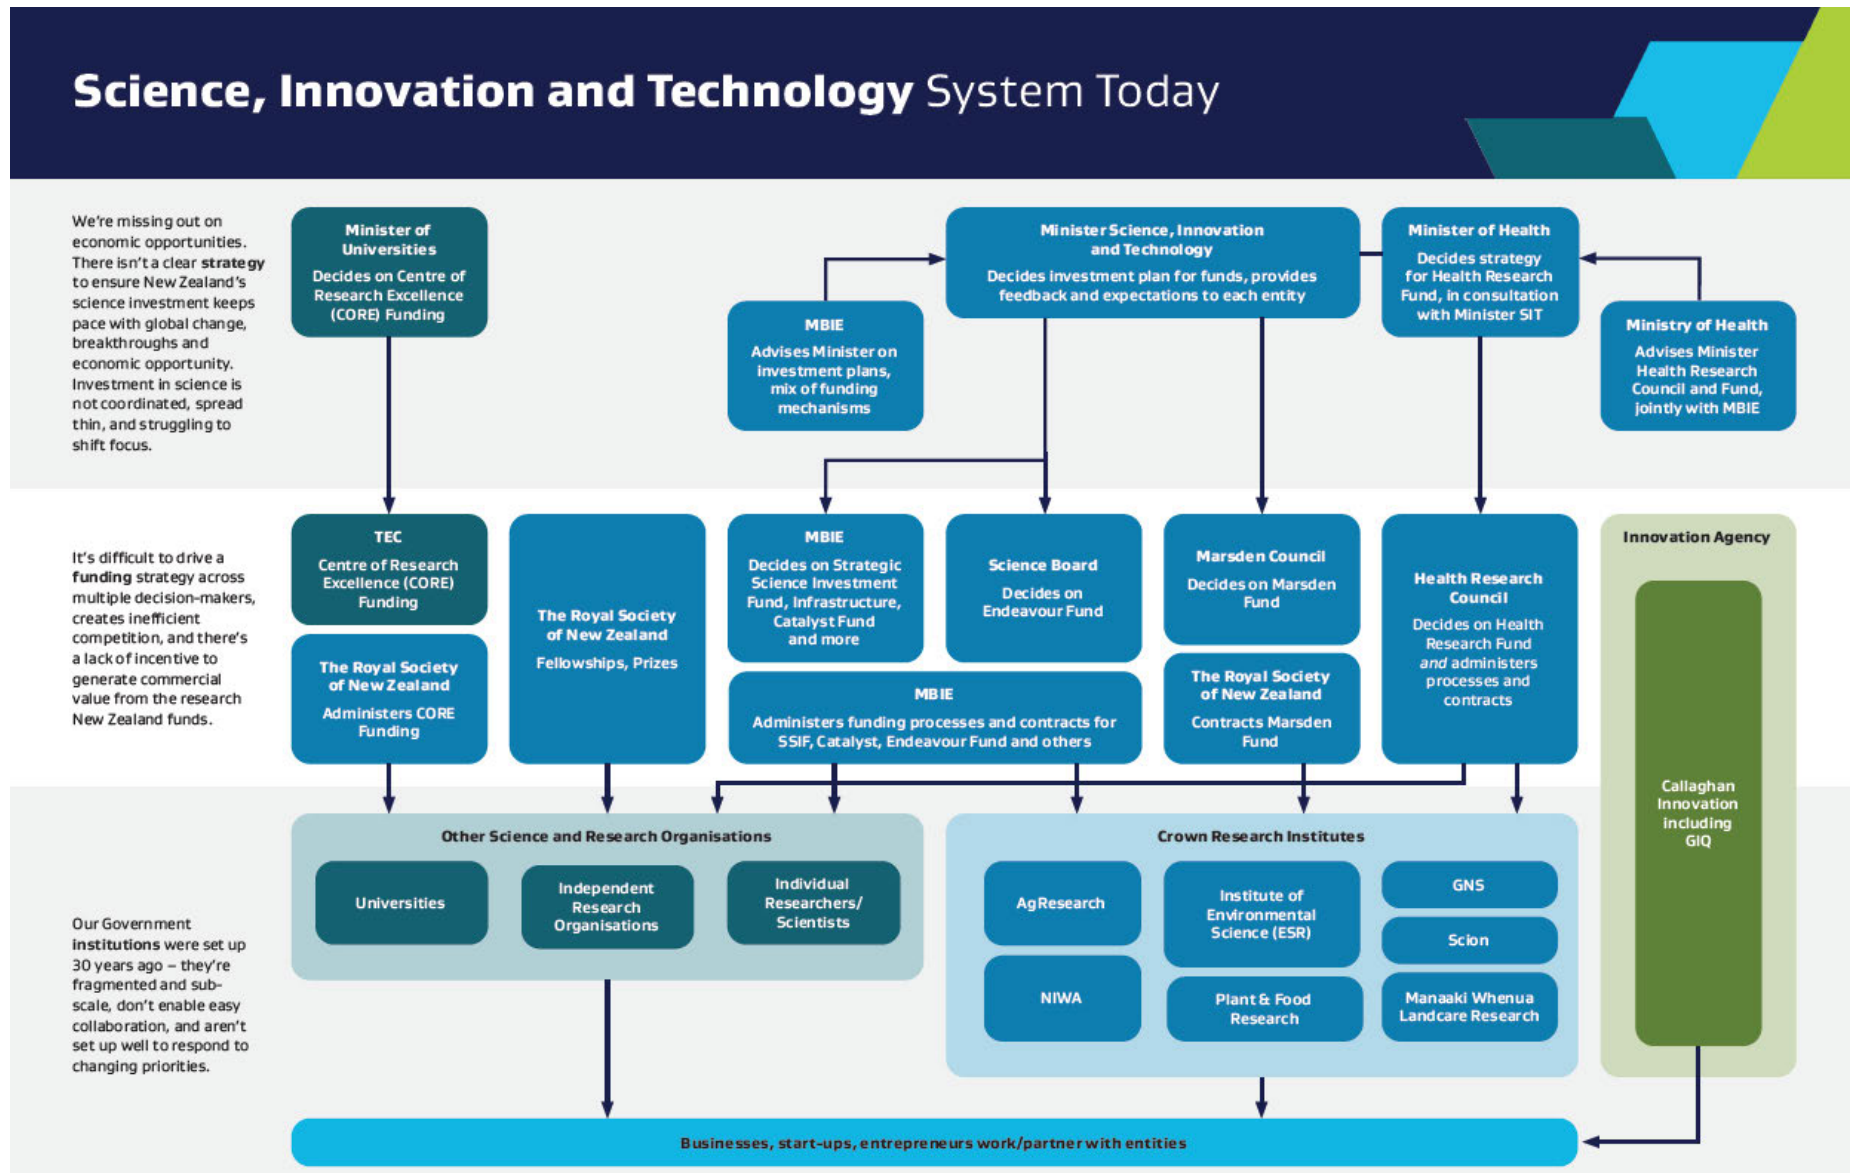 Science, Innovation and Technology System Today
We're missing out on
economic opportunities.
There isn't a clear strategy
to ensure New Zealand's
science investment keeps
pace with global change,
breakthroughs and
economic opportunity.
Investment in science is
not coordinated, spread
thin, and struggling to
shift focus.
Minister of
Universities
Decides on Centre of
Research Excellence
(CORE) Funding
MBIE
Advises Minister on
investment plans,
mix of funding
mechanisms
Minister Science, Innovation
and Technology
Decides investment plan for funds, provides
feedback and expectations to each entity
Minister of Health
Decides strategy
for Health Research
Fund, in consultation
with Minister SIT
Ministry of Health
Advises Minister
Health Research
Council and Fund,
jointly with MBIE
It's difficult to drive a
funding strategy across
multiple decision-makers,
creates inefficient
competition, and there's
a lack of incentive to
generate commercial
value from the research
New Zealand funds.
TEC
Centre of Research
Excellence (CORE)
Funding
The Royal Society
of New Zealand
Administers CORE
Funding
The Royal Society
of New Zealand
Fellowships, Prizes
MBIE
Decides on Strategic
Science Investment
Fund, Infrastructure,
Catalyst Fund
and more
Science Board
Decides on
Endeavour Fund
MBIE
Administers funding processes and contracts for
SSIF, Catalyst, Endeavour Fund and others
Marsden Council
Decides on Marsden
Fund
The Royal Society
of New Zealand
Contracts Marsden
Fund
Health Research
Council
Decides on Health
Research Fund
and administers
processes and
contracts
Innovation Agency
Callaghan
Innovation
including
GIQ
Our Government
institutions were set up
30 years ago – they're
fragmented and sub-
scale, don't enable easy
collaboration, and aren't
set up well to respond to
changing priorities.
Other Science and Research Organisations
Universities
Independent
Research
Organisations
Individual
Researchers/
Scientists
Crown Research Institutes
AgResearch
NIWA
Institute of
Environmental
Science (ESR)
Plant & Food
Research
GNS
Scion
Manaaki Whenua
Landcare Research
Businesses, start-ups, entrepreneurs work/partner with entities